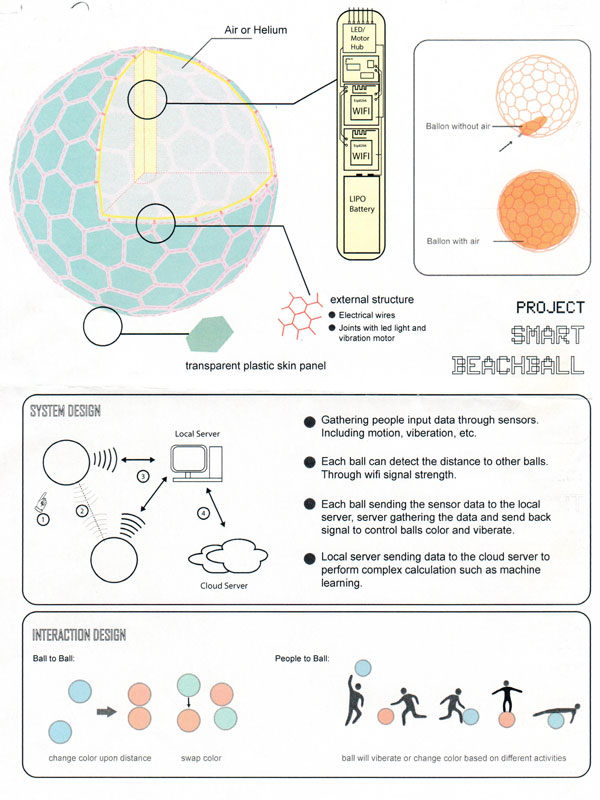 Air or Helium
LED/
Motor
Hub
Esp8266
WIFI
Esp8266
WIFI
LIPO
Battery
Ballon without air
Ballon with air
external structure
Electrical wires
Joints with led light and
vibration motor
transparent plastic skin panel
PROJECT
SMART
BEACHBALL
SYSTEM DESIGN
Local Server
1
2
3
4
Cloud Server
Gathering people input data through sensors.
Including motion, viberation, etc.
Each ball can detect the distance to other balls.
Through wifi signal strength.
Each ball sending the sensor data to the local
server, server gathering the data and send back
signal to control balls color and viberate.
Local server sending data to the cloud server to
perform complex calculation such as machine
learning.
INTERACTION DESIGN
Ball to Ball:
People to Ball:
change color upon distance
swap color
ball will viberate or change color based on different activities